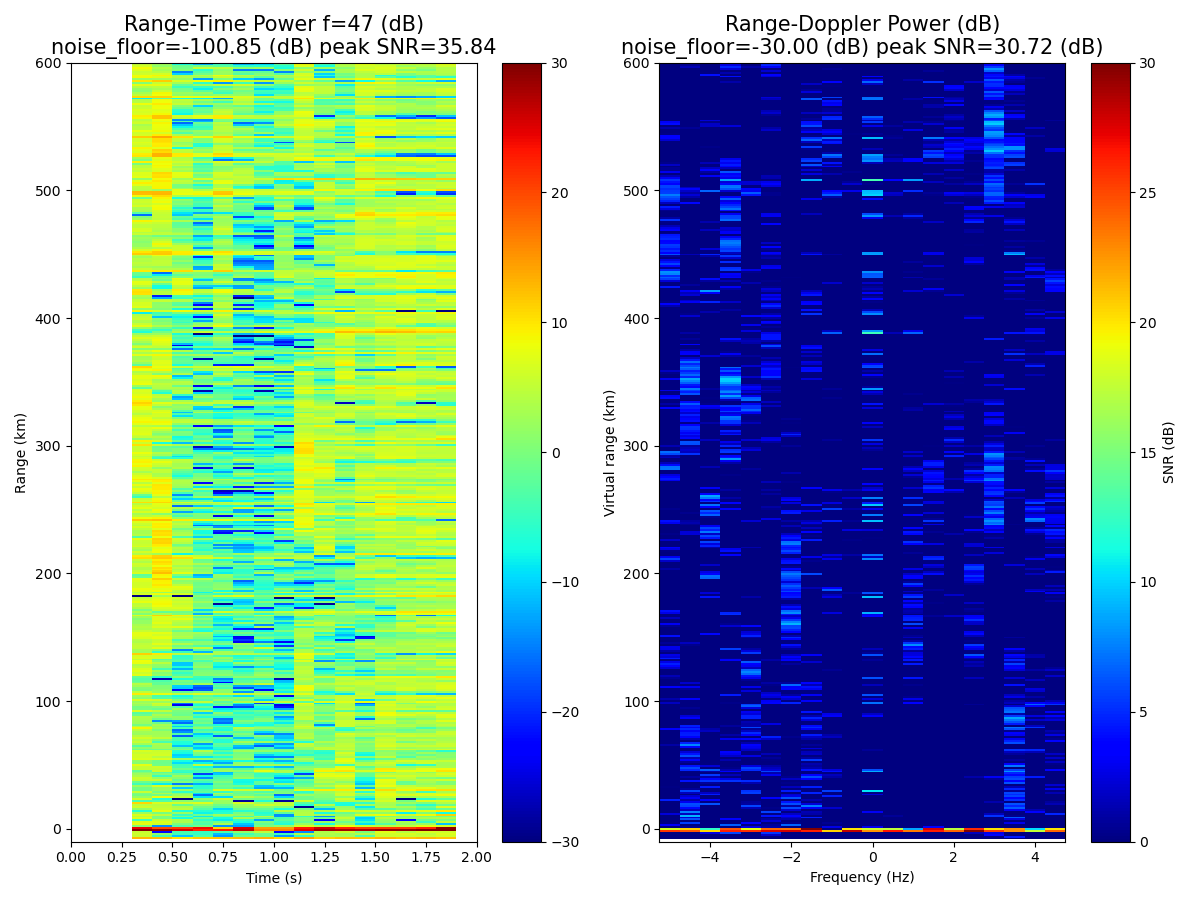 Range-Time Power f=47 (dB)
noise_floor=-100.85 (dB) peak SNR=35.84
Range (km)
600
500
400
300
200
100
0
0.00 0.25 0.50 0.75 1.00 1.25 1.50 1.75 2.00
Time (s)
30
20
10
0
−10
−20
−30
Range-Doppler Power (dB)
noise_floor=-30.00 (dB) peak SNR=30.72 (dB)
Virtual range (km)
600
500
400
300
200
100
0
−4 −2 0 2 4
Frequency (Hz)
30
25
20
15
10
5
0
SNR (dB)